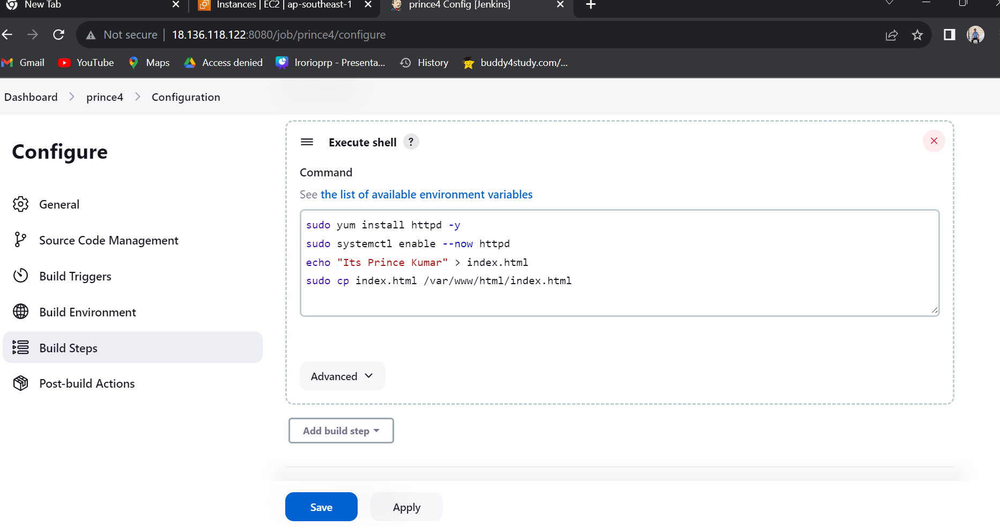 New Tab
Instances | EC2 | ap-southeast-1
prince4 Config [Jenkins]
Not secure
18.136.118.122:8080/job/prince4/configure
Gmail
YouTube
Maps
Access denied
lrorioprp - Presenta...
History
buddy4study.com/...
Dashboard
prince4
Configuration
Configure
General
Source Code Management
Build Triggers
Build Environment
Build Steps
Post-build Actions
Execute shell
?
Command
See the list of available environment variables
sudo yum install httpd -y
sudo systemctl enable --now httpd
echo "Its Prince Kumar" > index.html
sudo cp index.html /var/www/html/index.html
Advanced
Add build step
Save
Apply